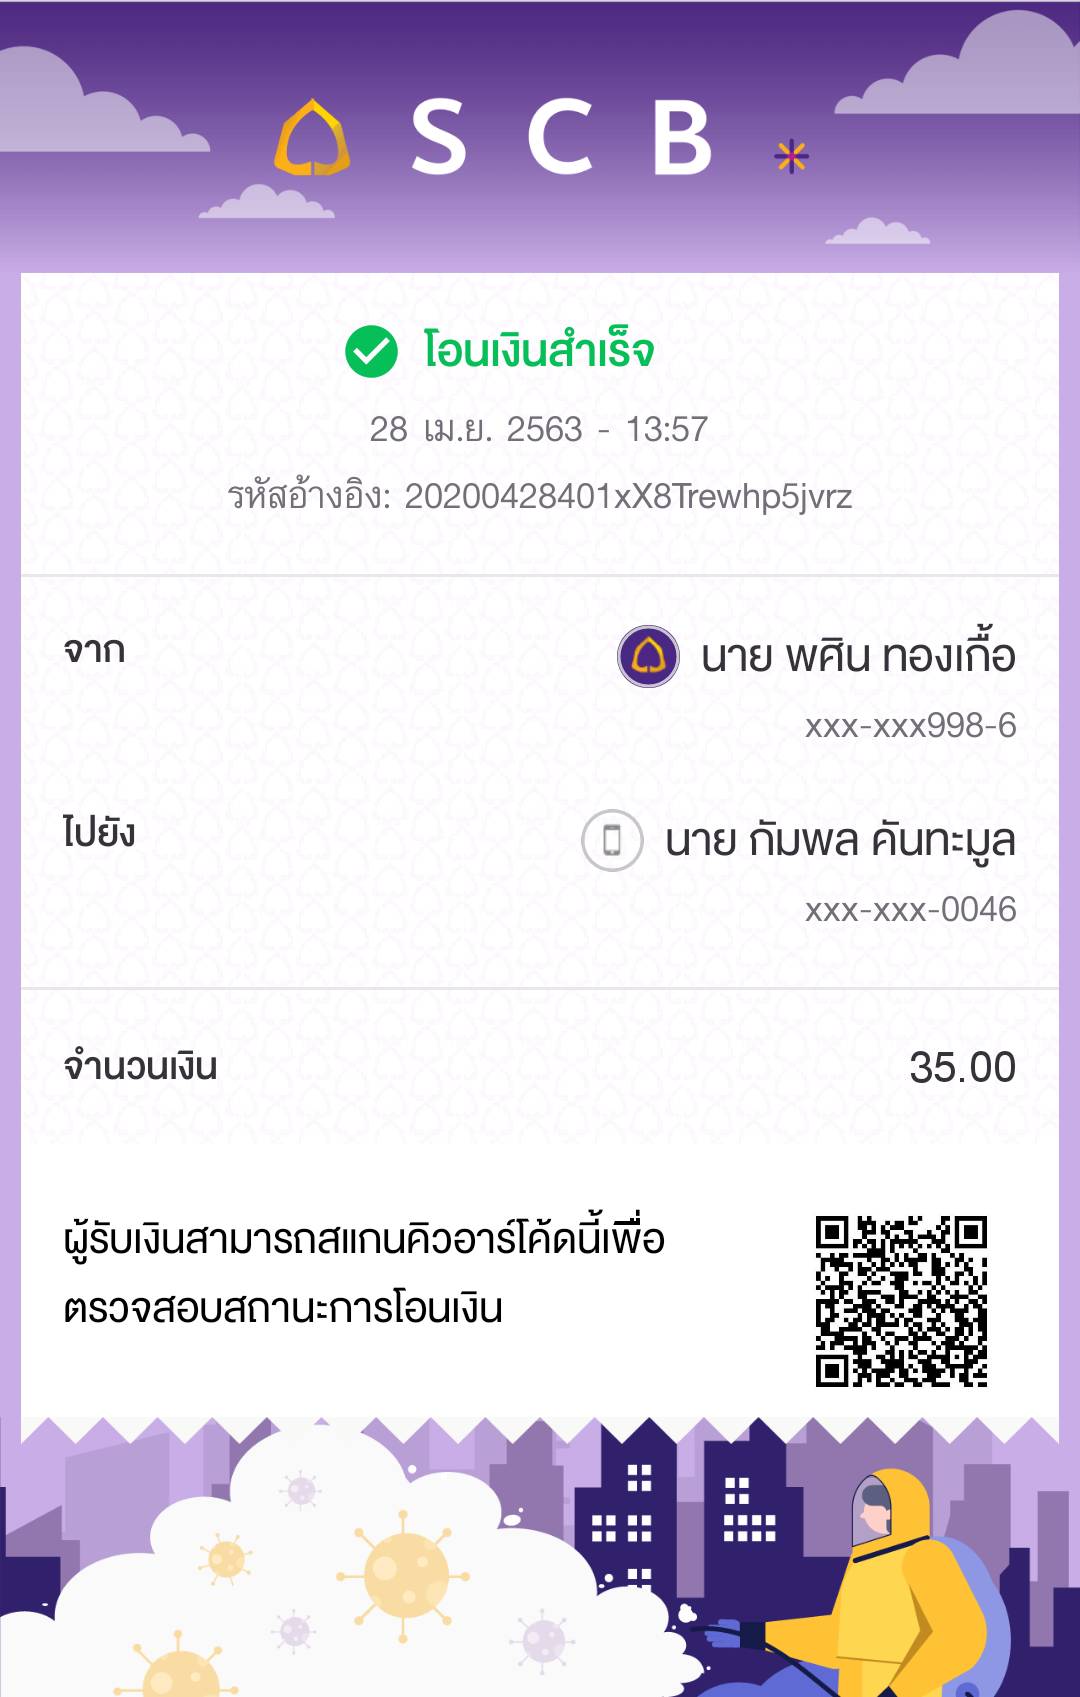 SCB
โอนเงินสำเร็จ
28 เม.ย. 2563 - 13:57
รหัสอ้างอิง: 20200428401xX8Trewhp5jvrz
จาก
นาย พศิน ทองเกื้อ
xxx-xxx998-6
ไปยัง
นาย กัมพล คันทะมูล
xxx-xxx-0046
จำนวนเงิน
35.00
ผู้รับเงินสามารถสแกนคิวอาร์โค้ดนี้เพื่อ
ตรวจสอบสถานะการโอนเงิน